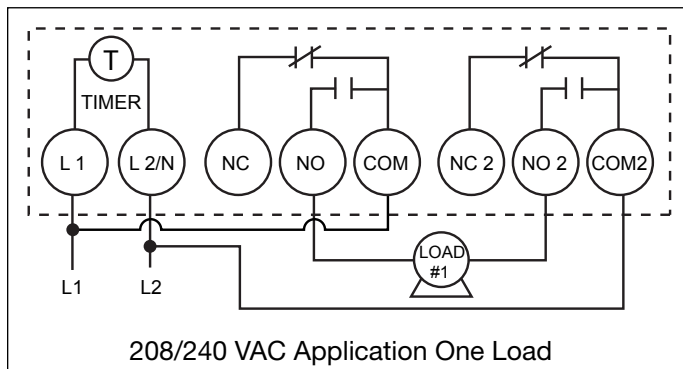 T
TIMER
L 1
L 2/N
NC
NO
COM
NC 2
NO 2
COM2
LOAD
#1
L1
L2
208/240 VAC Application One Load